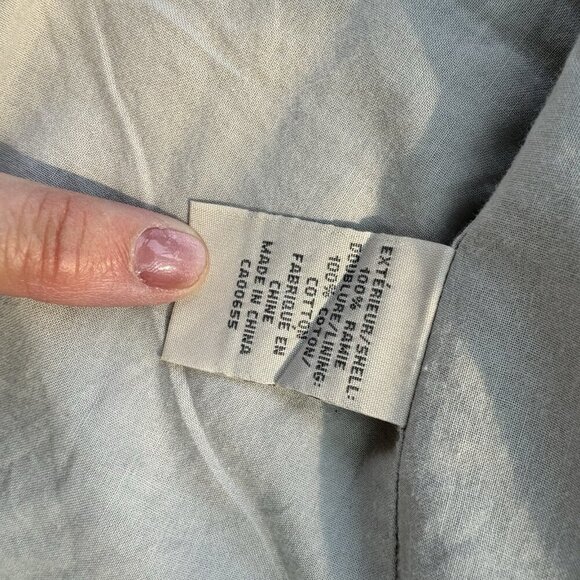 EXTÉRIEUR/SHELL:
100% RAMIE
DOUBLURE/LINING:
100% COTON/
COTTON
FABRIQUÉ EN
CHINE
MADE IN CHINA
CA00655